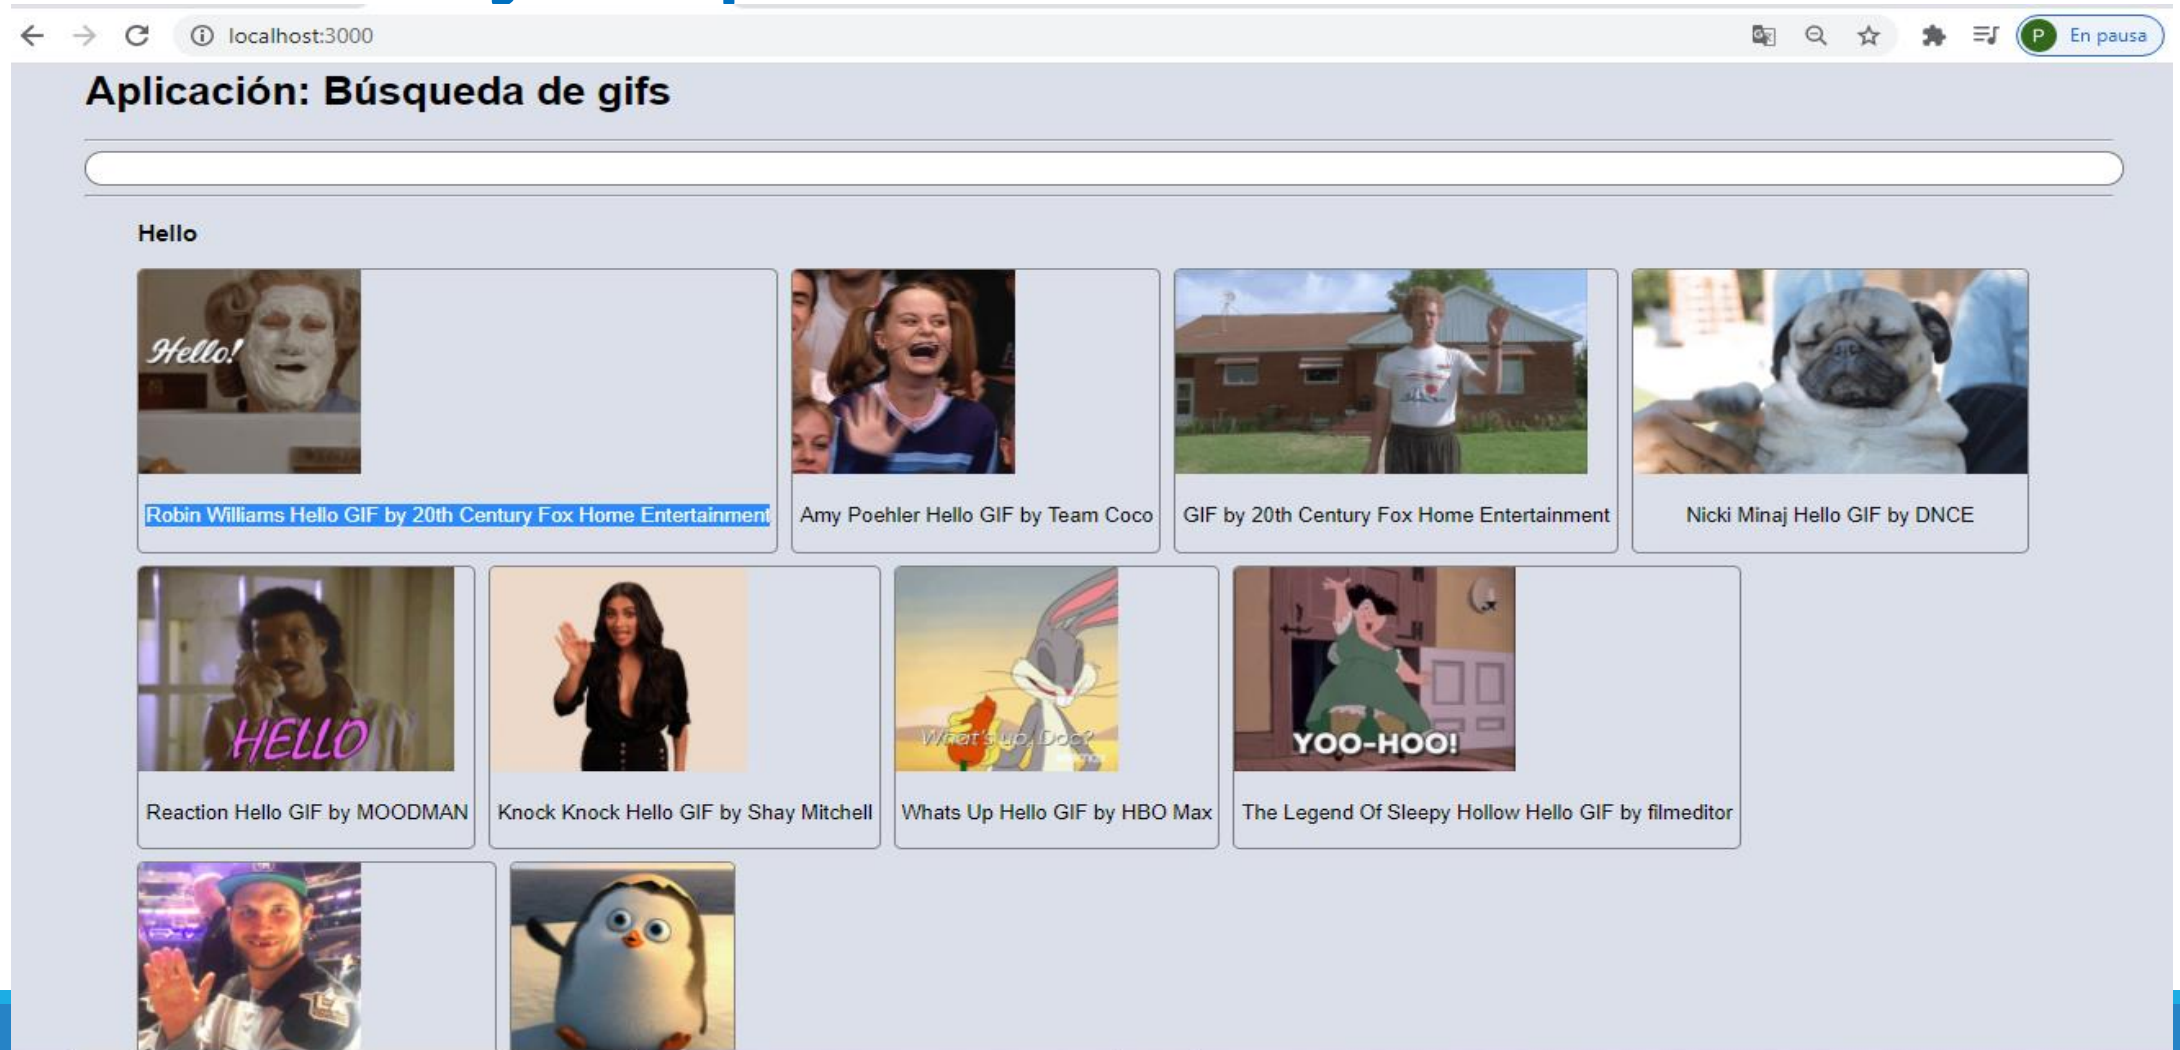 localhost:3000
P
En pausa
Aplicación: Búsqueda de gifs
Hello
Hello!
Robin Williams Hello GIF by 20th Century Fox Home Entertainment
Amy Poehler Hello GIF by Team Coco
GIF by 20th Century Fox Home Entertainment
Nicki Minaj Hello GIF by DNCE
HELLO
What's up, Doc?
YOO-HOO!
Reaction Hello GIF by MOODMAN
Knock Knock Hello GIF by Shay Mitchell
Whats Up Hello GIF by HBO Max
The Legend Of Sleepy Hollow Hello GIF by filmeditor